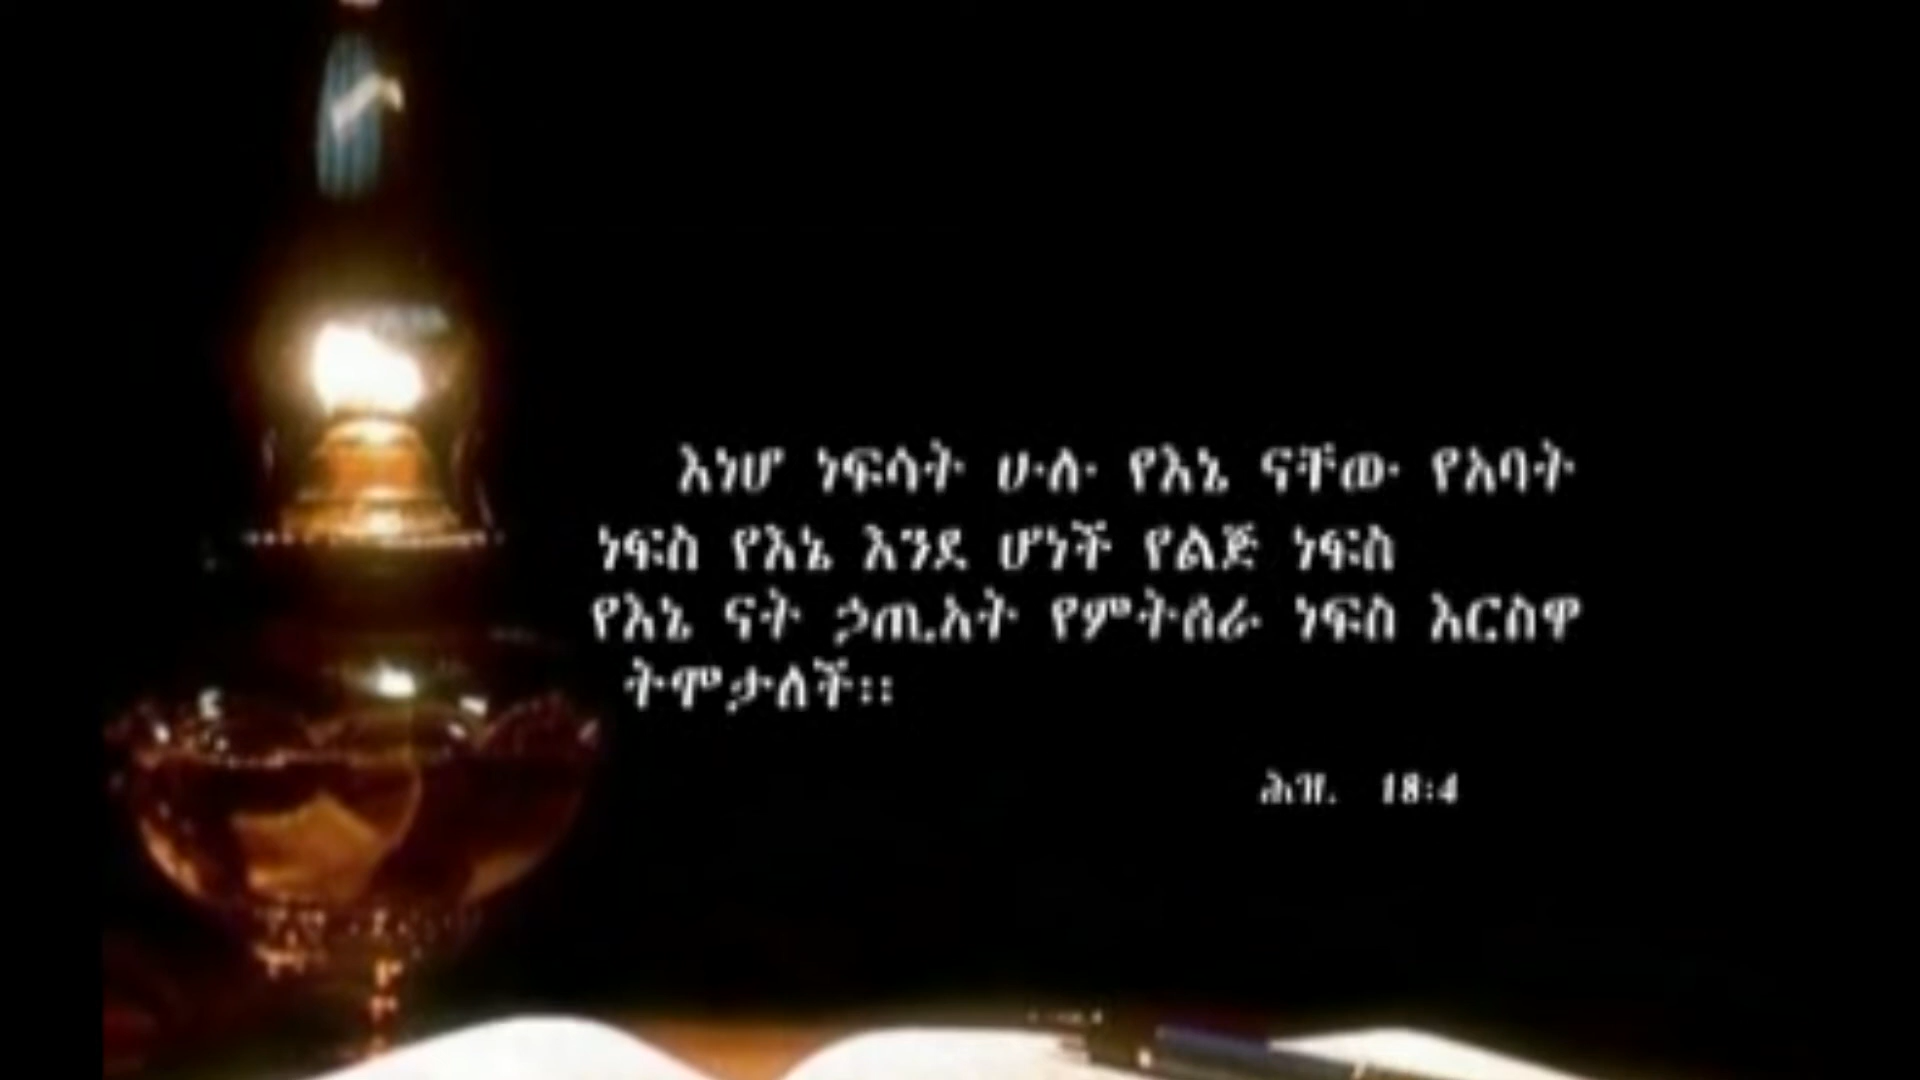 እነሆ ነፍሳት ሁሉ የእኔ ናቸው የአባት
ነፍስ የእኔ እንደ ሆነች የልጅ ነፍስ
የእኔ ናት ኃጢአት የምትሰራ ነፍስ እርስዋ
ትሞታለች፡፡
ሕዝ. 18፡4